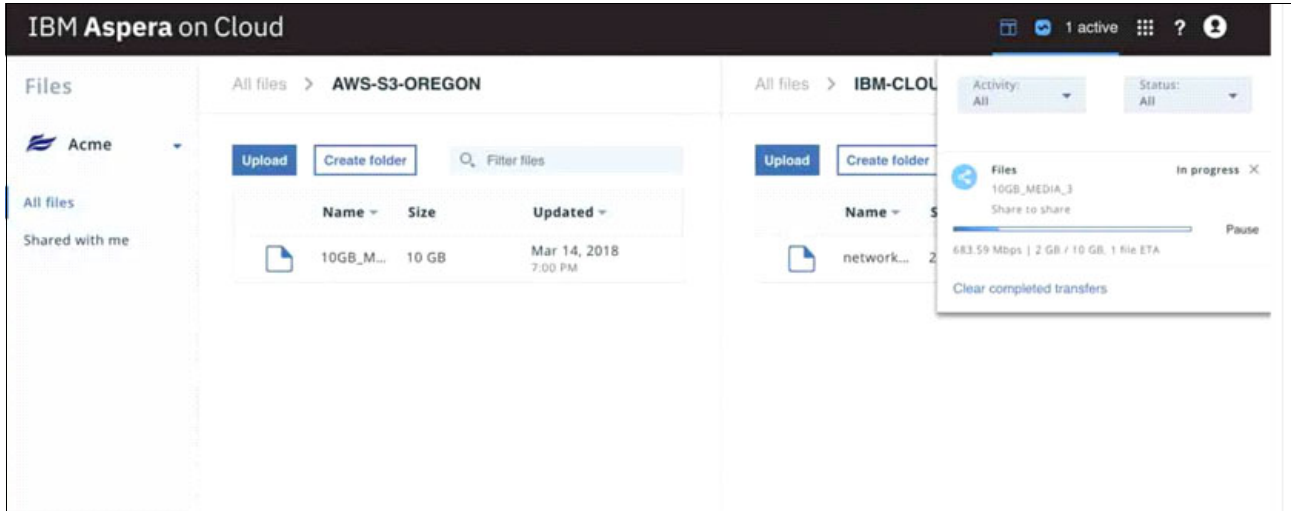 IBM Aspera on Cloud
1 active
?
Files
Acme
All files
Shared with me
All files > AWS-S3-OREGON
Upload
Create folder
Filter files
Name
Size
Updated
10GB_M...
10 GB
Mar 14, 2018
7:00 PM
All files > IBM-CLOU
Upload
Create folder
Name
S
network...
2
Activity:
All
Status:
All
Files
In progress
10GB_MEDIA_3
Share to share
Pause
683.59 Mbps | 2 GB / 10 GB, 1 file ETA
Clear completed transfers